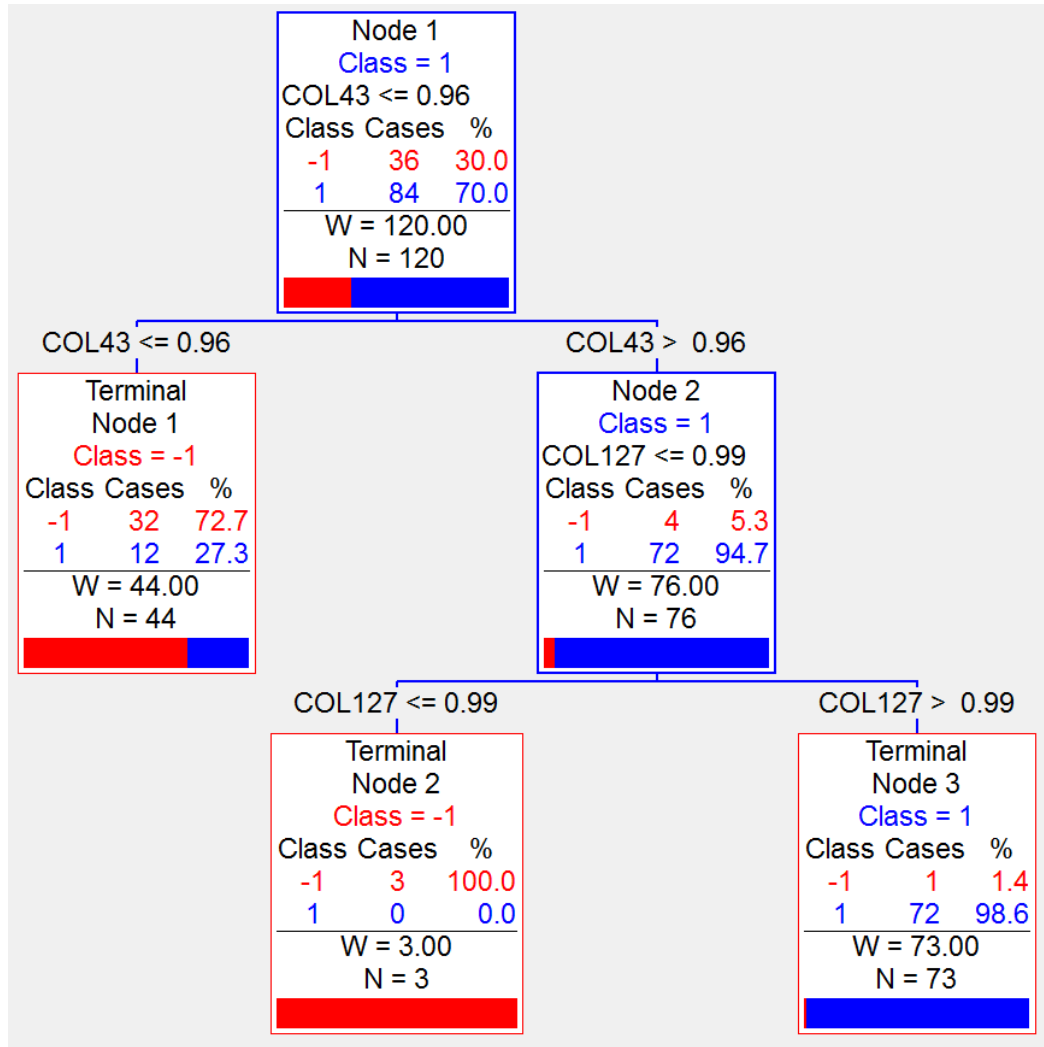 Node 1
Class = 1
COL43 <= 0.96
Class Cases %
-1 36 30.0
1 84 70.0
W = 120.00
N = 120
COL43 <= 0.96
COL43 > 0.96
Terminal
Node 1
Class = -1
Class Cases %
-1 32 72.7
1 12 27.3
W = 44.00
N = 44
Node 2
Class = 1
COL127 <= 0.99
Class Cases %
-1 4 5.3
1 72 94.7
W = 76.00
N = 76
COL127 <= 0.99
COL127 > 0.99
Terminal
Node 2
Class = -1
Class Cases %
-1 3 100.0
1 0 0.0
W = 3.00
N = 3
Terminal
Node 3
Class = 1
Class Cases %
-1 1 1.4
1 72 98.6
W = 73.00
N = 73